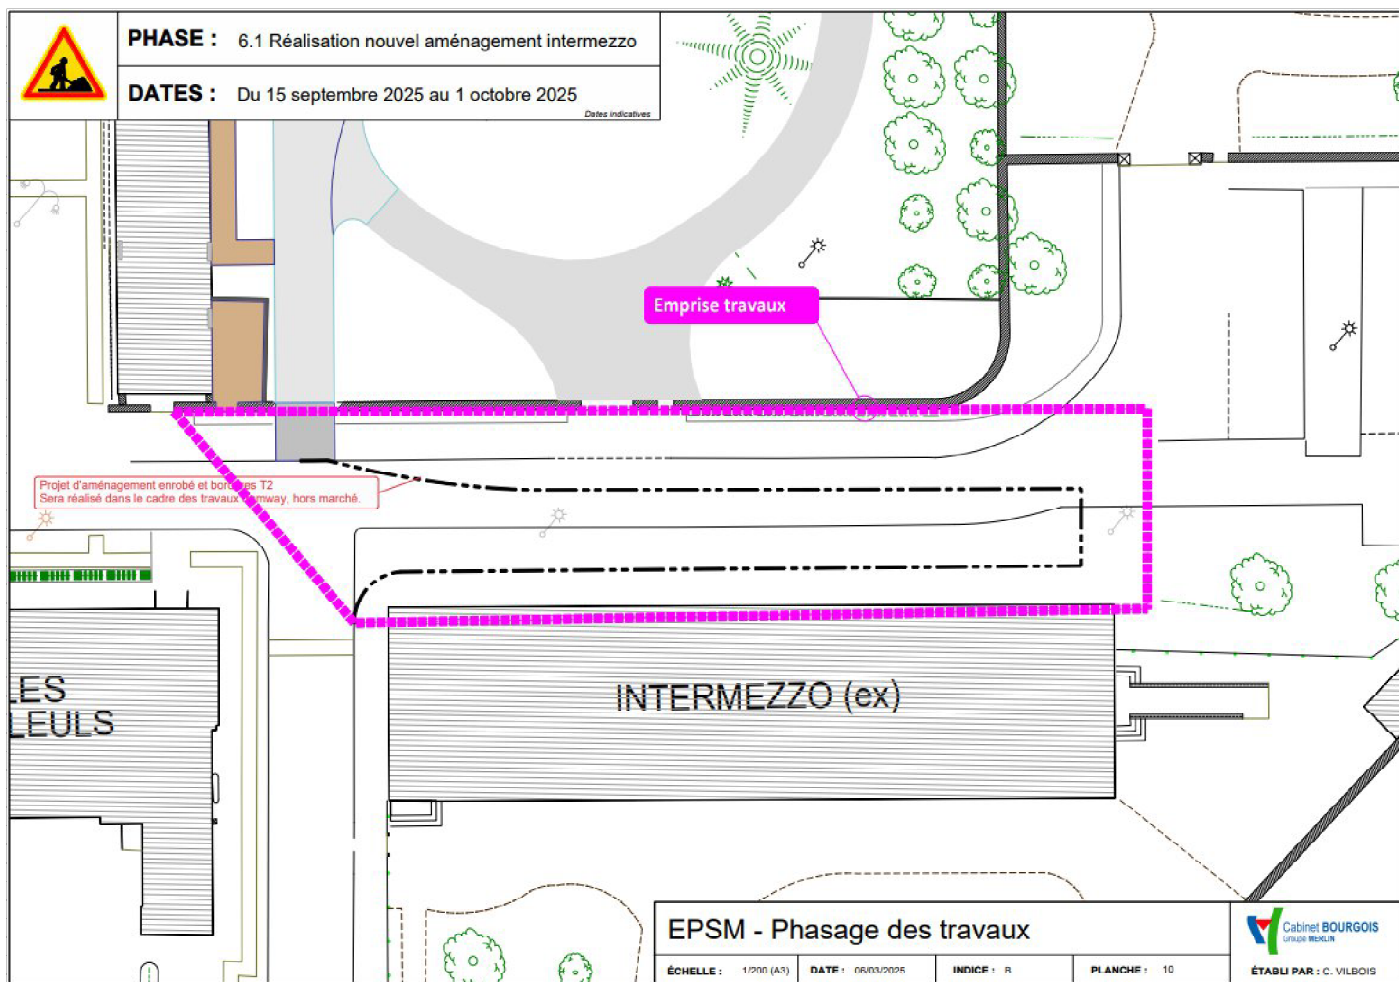 PHASE : 6.1 Réalisation nouvel aménagement intermezzo
DATES : Du 15 septembre 2025 au 1 octobre 2025
Dates indicatives
Emprise travaux
Projet d'aménagement enrobé et bordures T2
Sera réalisé dans le cadre des travaux tramway, hors marché.
LES
LEULS
INTERMEZZO (ex)
EPSM - Phasage des travaux
Cabinet BOURGOIS
Groupe MERLIN
ÉCHELLE : 1/200 (A3) DATE : 06/03/2025 INDICE : B PLANCHE : 10 ÉTABLI PAR : C. VILBOIS